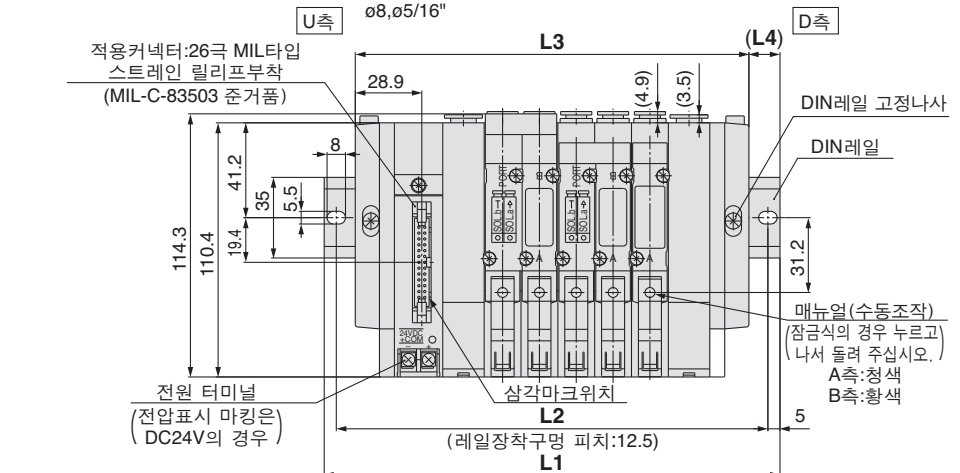 ø8,ø5/16"
U측
D측
L3
(L4)
적용커넥터:26극 MIL타입
스트레인 릴리프부착
(MIL-C-83503 준거품)
28.9
(4.9)
(3.5)
DIN레일 고정나사
DIN레일
8
41.2
35
5.5
19.4
114.3
110.4
31.2
PORT
B
PORT
B
SOLb
SOLa
SOLb
SOLa
A
A
A
24VDC
+COM
- +
매뉴얼(수동조작)
(잠금식의 경우 누르고
나서 돌려 주십시오.)
A측:청색
B측:황색
전원 터미널
(전압표시 마킹은
DC24V의 경우)
삼각마크위치
L2
5
(레일장착구멍 피치:12.5)
L1